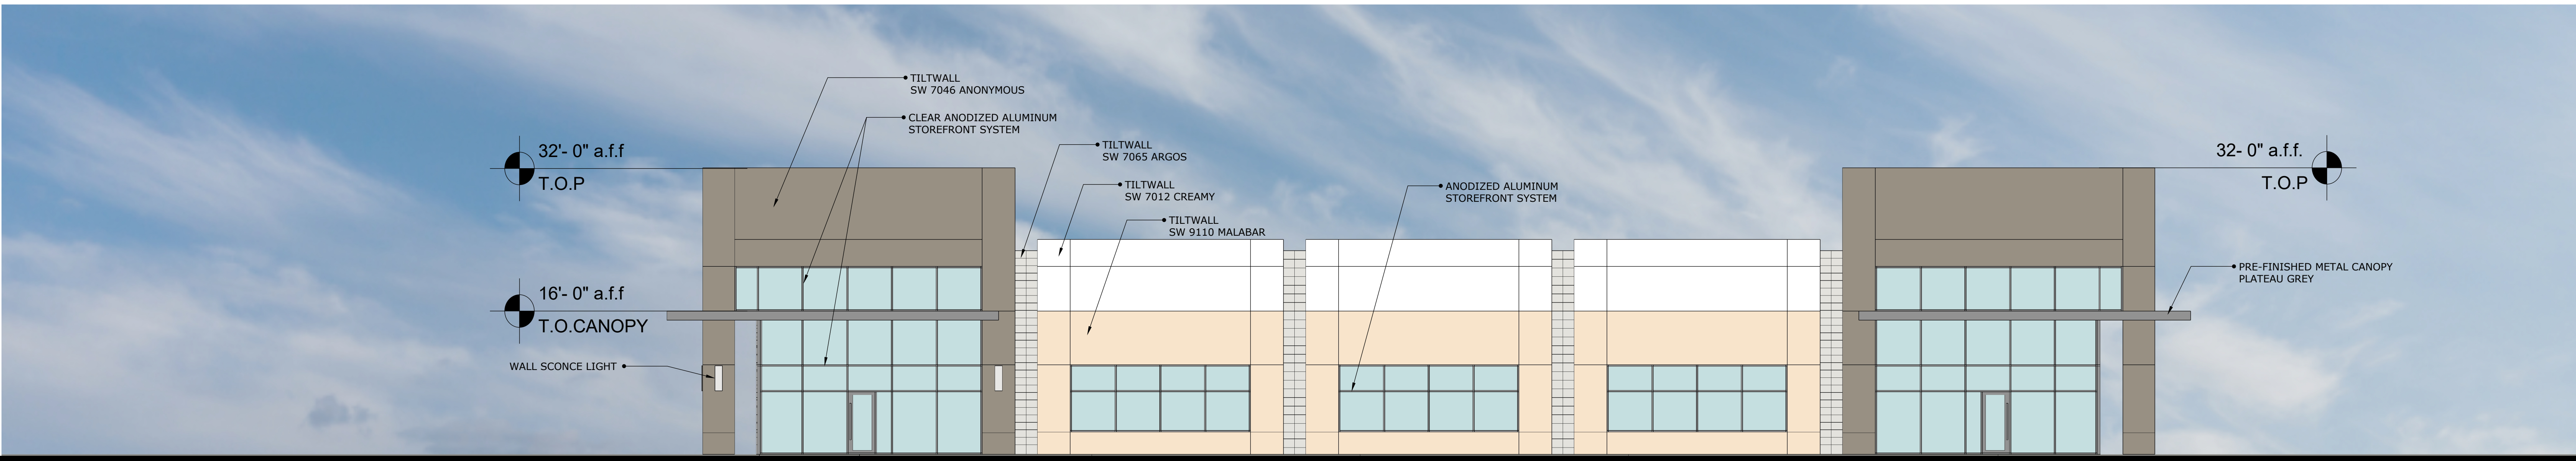 TILTWALL
SW 7046 ANONYMOUS
CLEAR ANODIZED ALUMINUM
STOREFRONT SYSTEM
32'- 0" a.f.f
T.O.P
TILTWALL
SW 7065 ARGOS
TILTWALL
SW 7012 CREAMY
TILTWALL
SW 9110 MALABAR
ANODIZED ALUMINUM
STOREFRONT SYSTEM
32- 0" a.f.f.
T.O.P
16'- 0" a.f.f
T.O.CANOPY
WALL SCONCE LIGHT
PRE-FINISHED METAL CANOPY
PLATEAU GREY